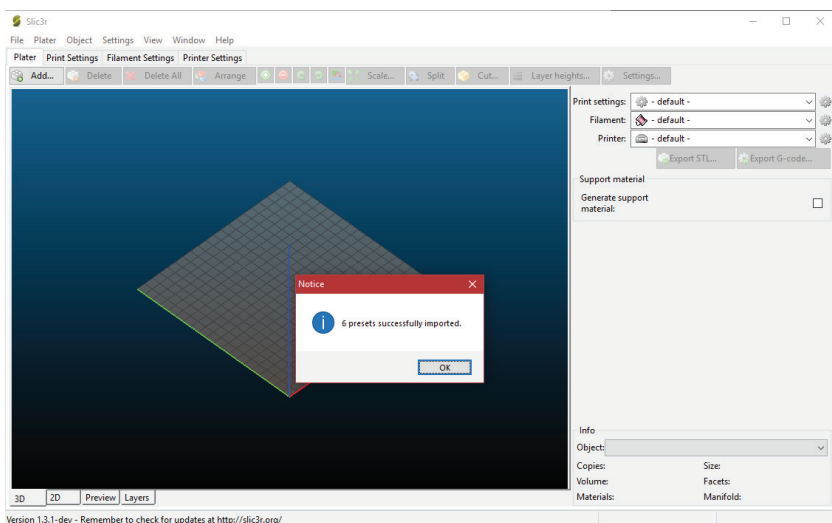 Slic3r
File Plater Object Settings View Window Help
Plater Print Settings Filament Settings Printer Settings
Add... Delete Delete All Arrange Scale... Split Cut... Layer heights... Settings...
Print settings: - default -
Filament: - default -
Printer: - default -
Export STL... Export G-code...
Support material
Generate support
material:
Notice
6 presets successfully imported.
OK
Info
Object:
Copies: Size:
Volume: Facets:
Materials: Manifold:
3D 2D Preview Layers
Version 1.3.1-dev - Remember to check for updates at http://slic3r.org/